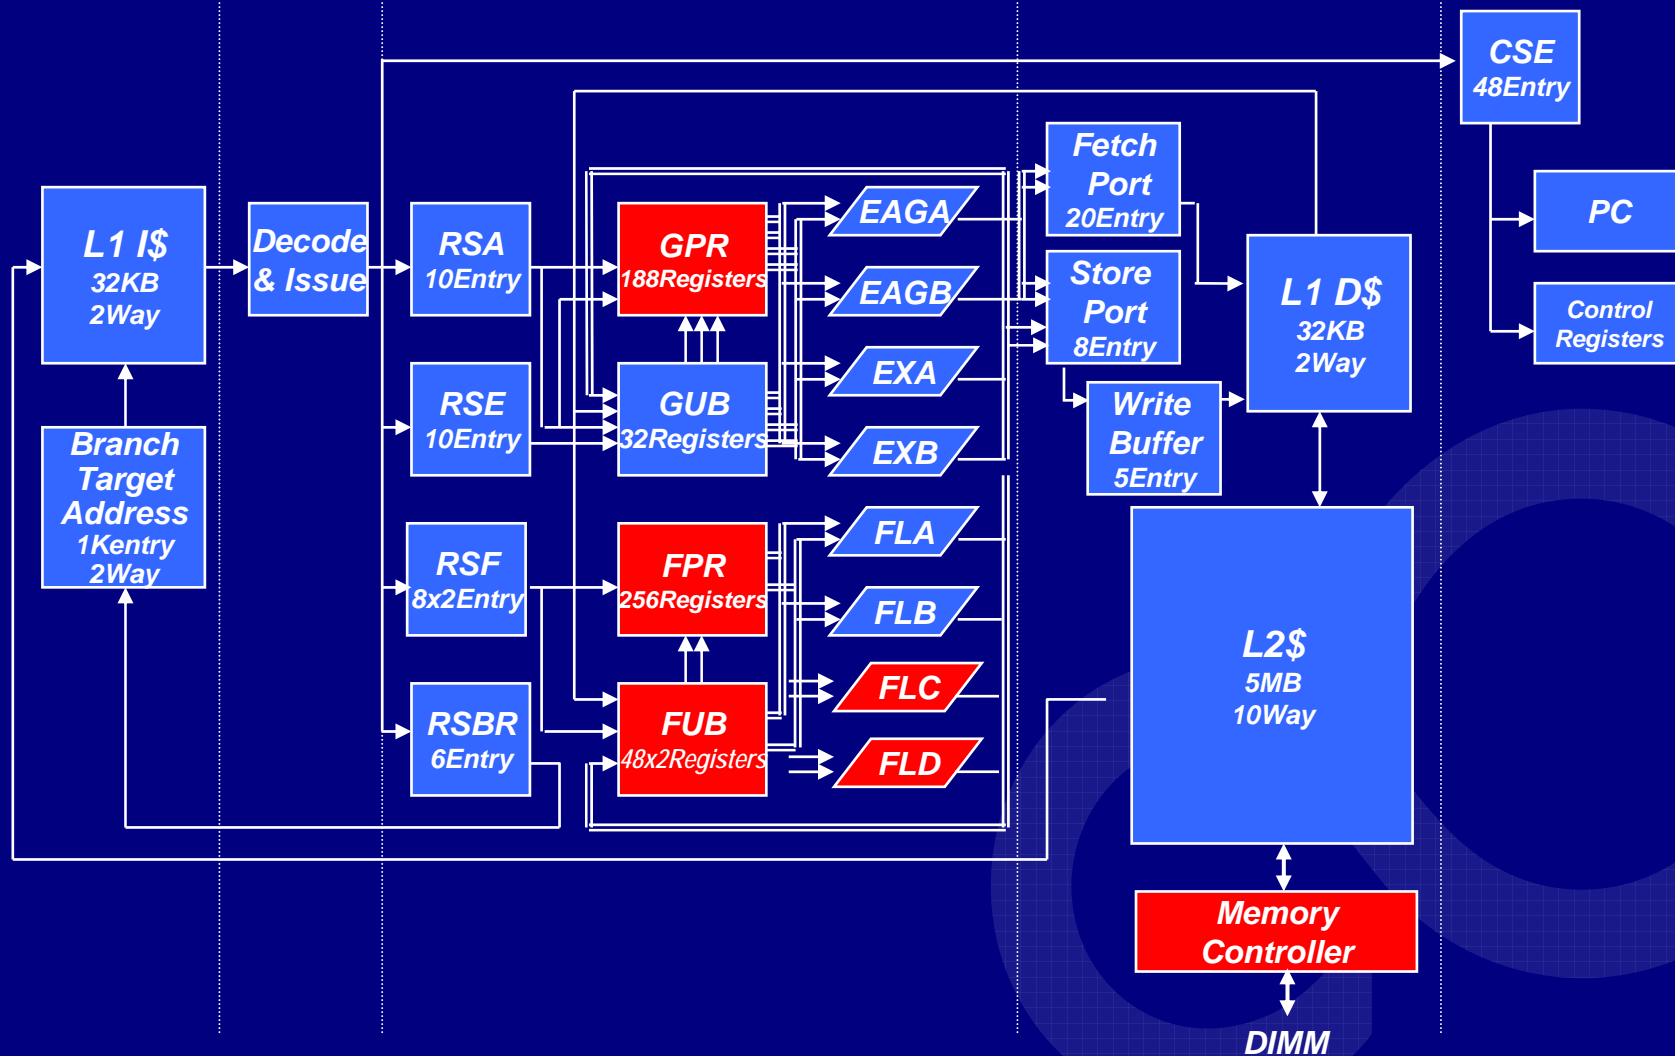 L1 I$
32KB
2Way
Branch
Target
Address
1Kentry
2Way
Decode
& Issue
RSA
10Entry
RSE
10Entry
RSF
8x2Entry
RSBR
6Entry
GPR
188Registers
GUB
32Registers
FPR
256Registers
FUB
48x2Registers
EAGA
EAGB
EXA
EXB
FLA
FLB
FLC
FLD
Fetch
Port
20Entry
Store
Port
8Entry
Write
Buffer
5Entry
L1 D$
32KB
2Way
L2$
5MB
10Way
Memory
Controller
DIMM
CSE
48Entry
PC
Control
Registers